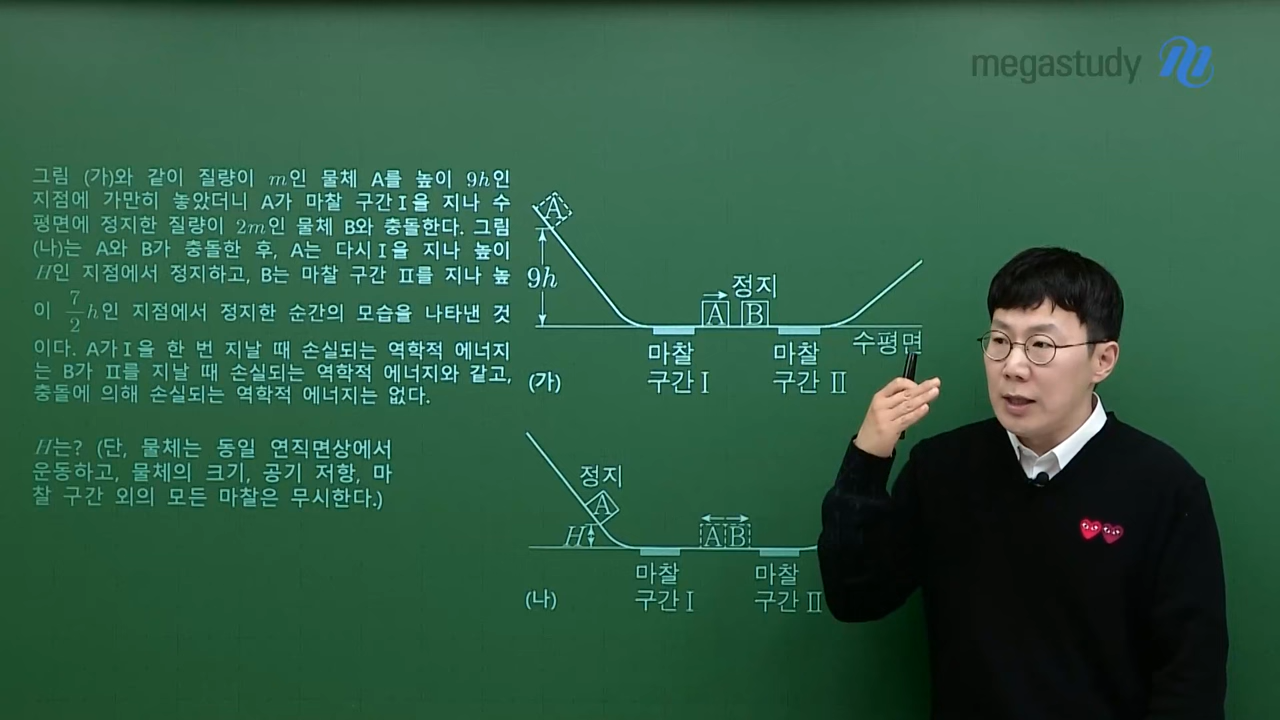 megastudy
그림 (가)와 같이 질량이 m인 물체 A를 높이 9h인
지점에 가만히 놓았더니 A가 마찰 구간 I을 지나 수
평면에 정지한 질량이 2m인 물체 B와 충돌한다. 그림
(나)는 A와 B가 충돌한 후, A는 다시 I을 지나 높이
H인 지점에서 정지하고, B는 마찰 구간 II를 지나 높
이 7/2 h인 지점에서 정지한 순간의 모습을 나타낸 것
이다. A가 I을 한 번 지날 때 손실되는 역학적 에너지
는 B가 II를 지날 때 손실되는 역학적 에너지와 같고,
충돌에 의해 손실되는 역학적 에너지는 없다.
H는? (단, 물체는 동일 연직면상에서
운동하고, 물체의 크기, 공기 저항, 마
찰 구간 외의 모든 마찰은 무시한다.)
A
9h
정지
A B
마찰
구간 I
마찰
구간 II
수평면
(가)
정지
A
H
A B
마찰
구간 I
마찰
구간 II
(나)